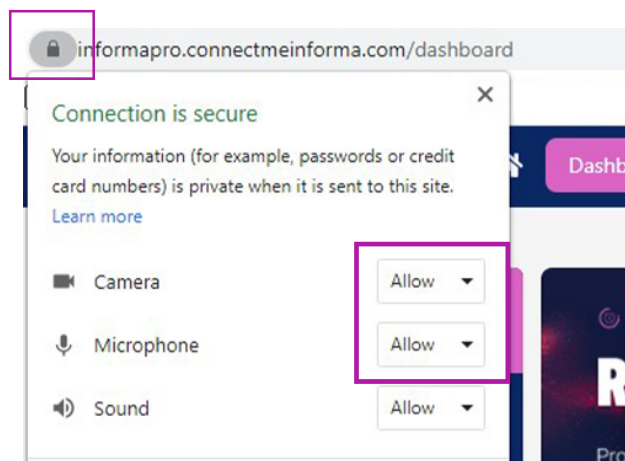 informapro.connectmeinforma.com/dashboard
Connection is secure
Your information (for example, passwords or credit
card numbers) is private when it is sent to this site.
Learn more
Dashb
Camera Allow
Microphone Allow
Sound Allow
R
Pro